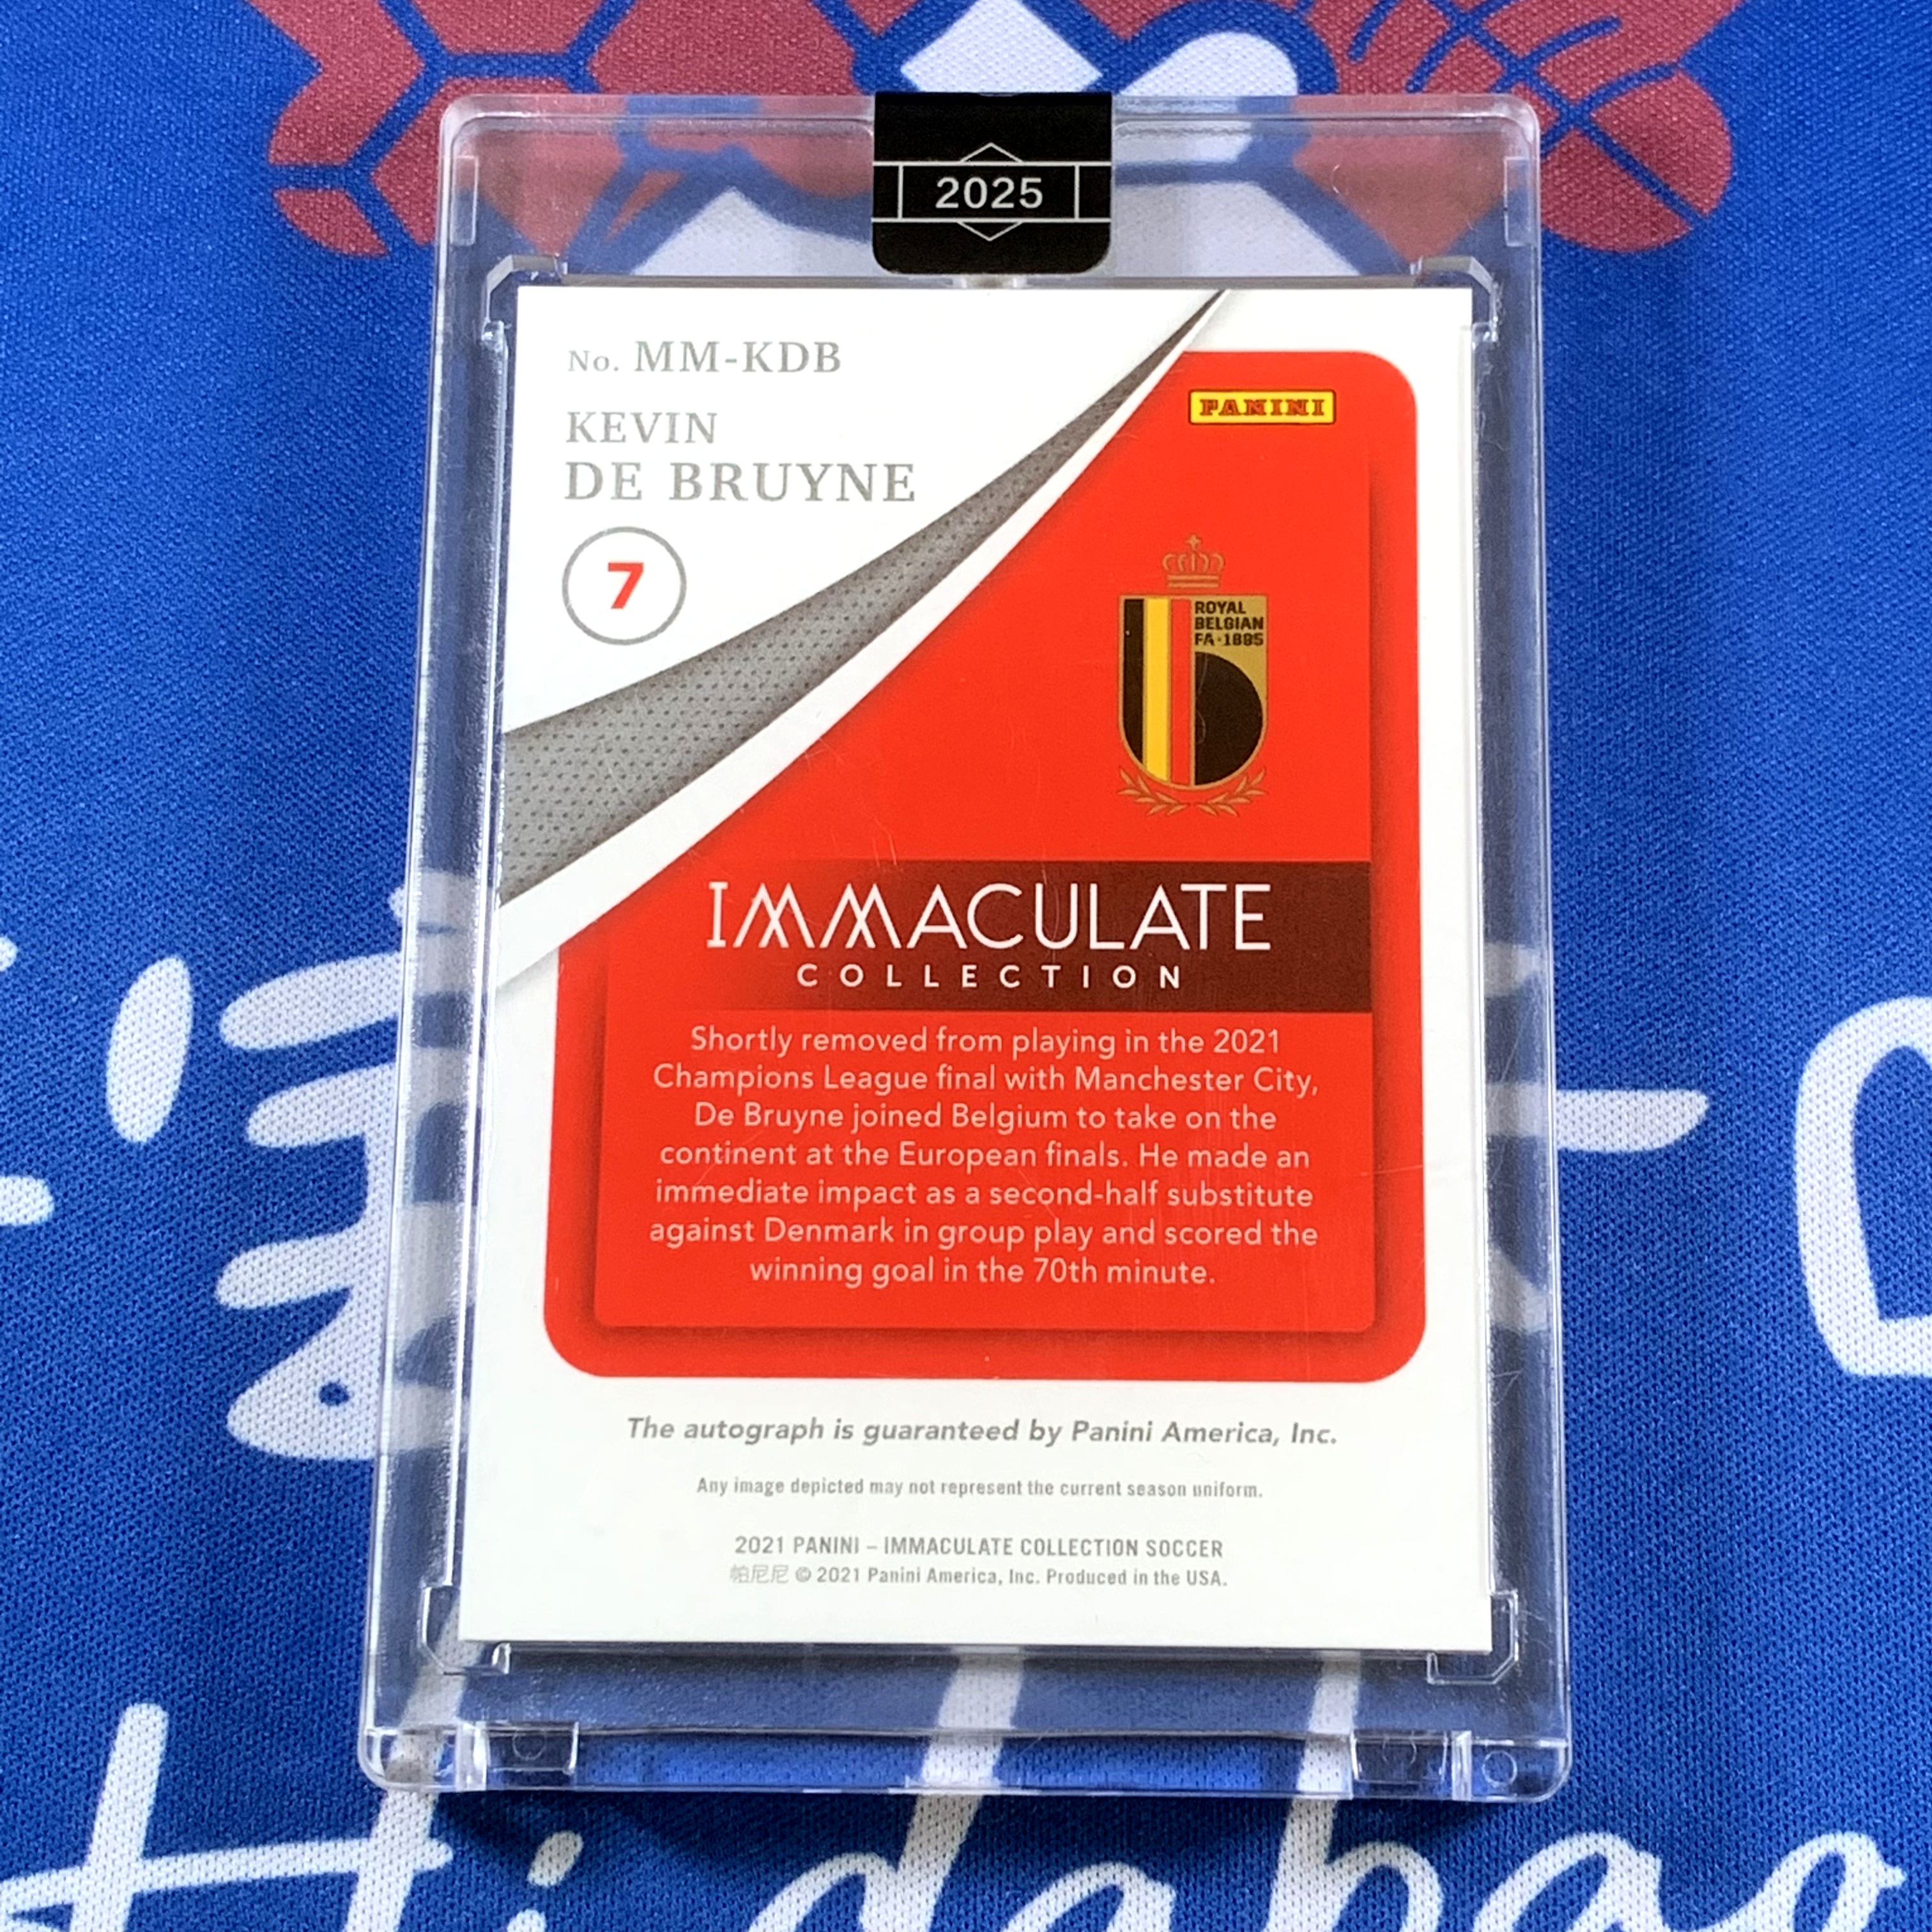 2025
No. MM-KDB
KEVIN
DE BRUYNE
7
PANINI
ROYAL
BELGIAN
FA·1895
IMMACULATE
COLLECTION
Shortly removed from playing in the 2021
Champions League final with Manchester City,
De Bruyne joined Belgium to take on the
continent at the European finals. He made an
immediate impact as a second-half substitute
against Denmark in group play and scored the
winning goal in the 70th minute.
The autograph is guaranteed by Panini America, Inc.
Any image depicted may not represent the current season uniform.
2021 PANINI – IMMACULATE COLLECTION SOCCER
帕尼尼 © 2021 Panini America, Inc. Produced in the USA.